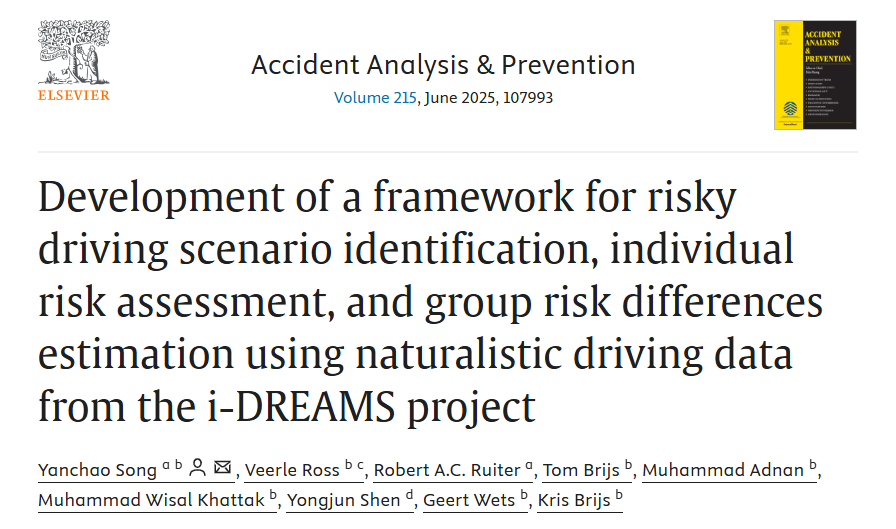 Accident Analysis & Prevention
Volume 215, June 2025, 107993
ELSEVIER
ACCIDENT
ANALYSIS
&
PREVENTION
Development of a framework for risky
driving scenario identification, individual
risk assessment, and group risk differences
estimation using naturalistic driving data
from the i-DREAMS project
Yanchao Song a b, Veerle Ross b c, Robert A.C. Ruiter a, Tom Brijs b, Muhammad Adnan b,
Muhammad Wisal Khattak b, Yongjun Shen d, Geert Wets b, Kris Brijs b